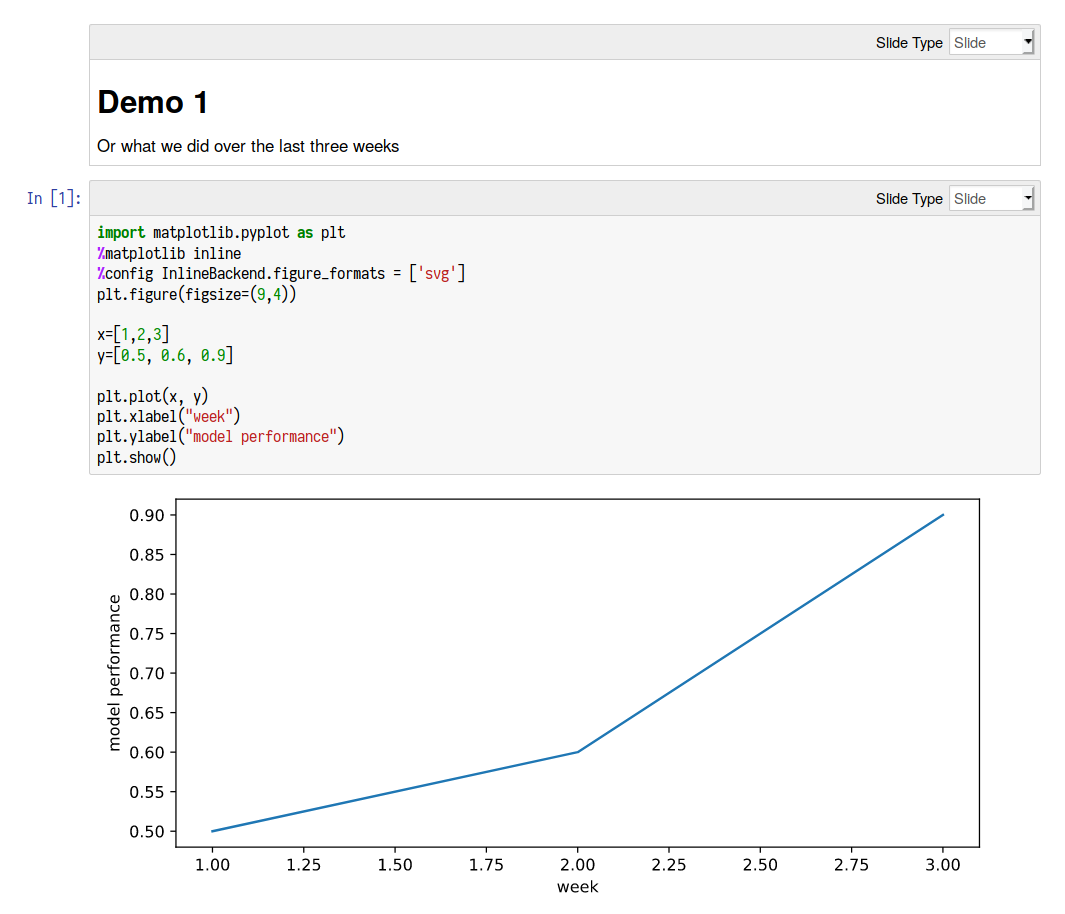 Slide Type Slide
Demo 1
Or what we did over the last three weeks
In [1]:
Slide Type Slide
import matplotlib.pyplot as plt
%matplotlib inline
%config InlineBackend.figure_formats = ['svg']
plt.figure(figsize=(9,4))
x=[1,2,3]
y=[0.5, 0.6, 0.9]
plt.plot(x, y)
plt.xlabel("week")
plt.ylabel("model performance")
plt.show()
model performance
0.90
0.85
0.80
0.75
0.70
0.65
0.60
0.55
0.50
1.00 1.25 1.50 1.75 2.00 2.25 2.50 2.75 3.00
week